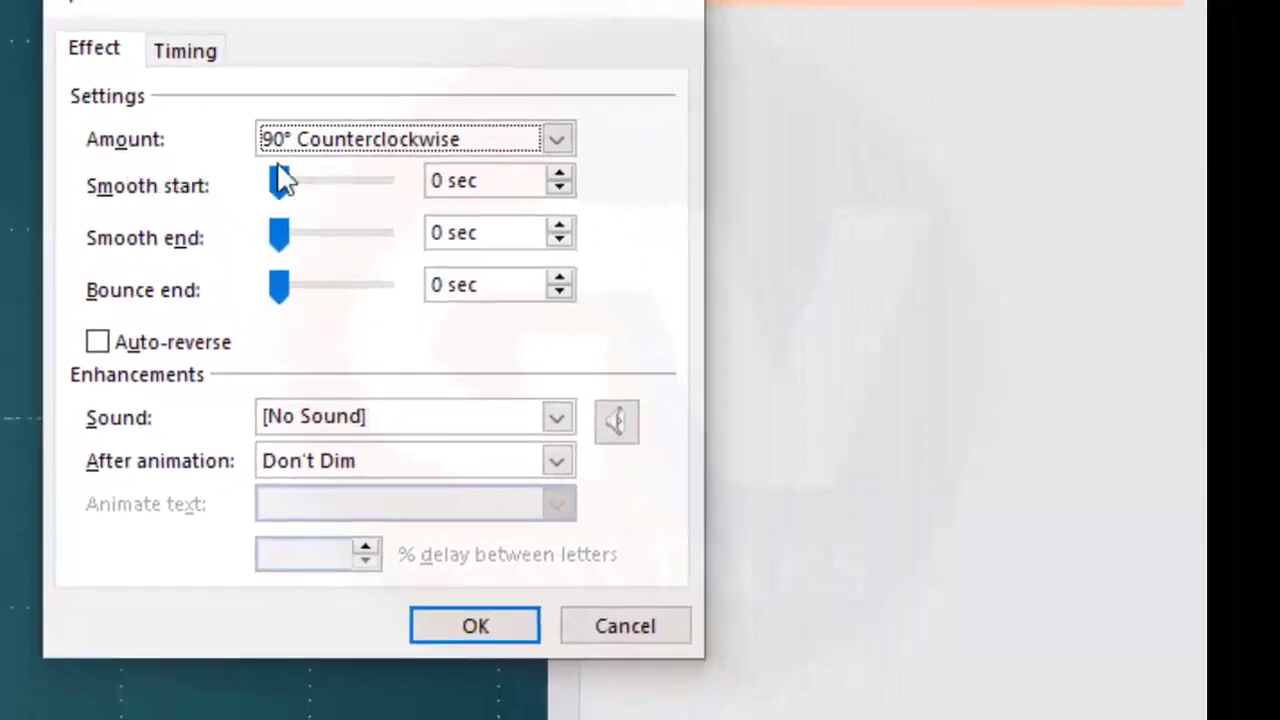 Effect Timing
Settings
Amount: 90° Counterclockwise
Smooth start: 0 sec
Smooth end: 0 sec
Bounce end: 0 sec
Auto-reverse
Enhancements
Sound: [No Sound]
After animation: Don't Dim
Animate text:
% delay between letters
OK Cancel